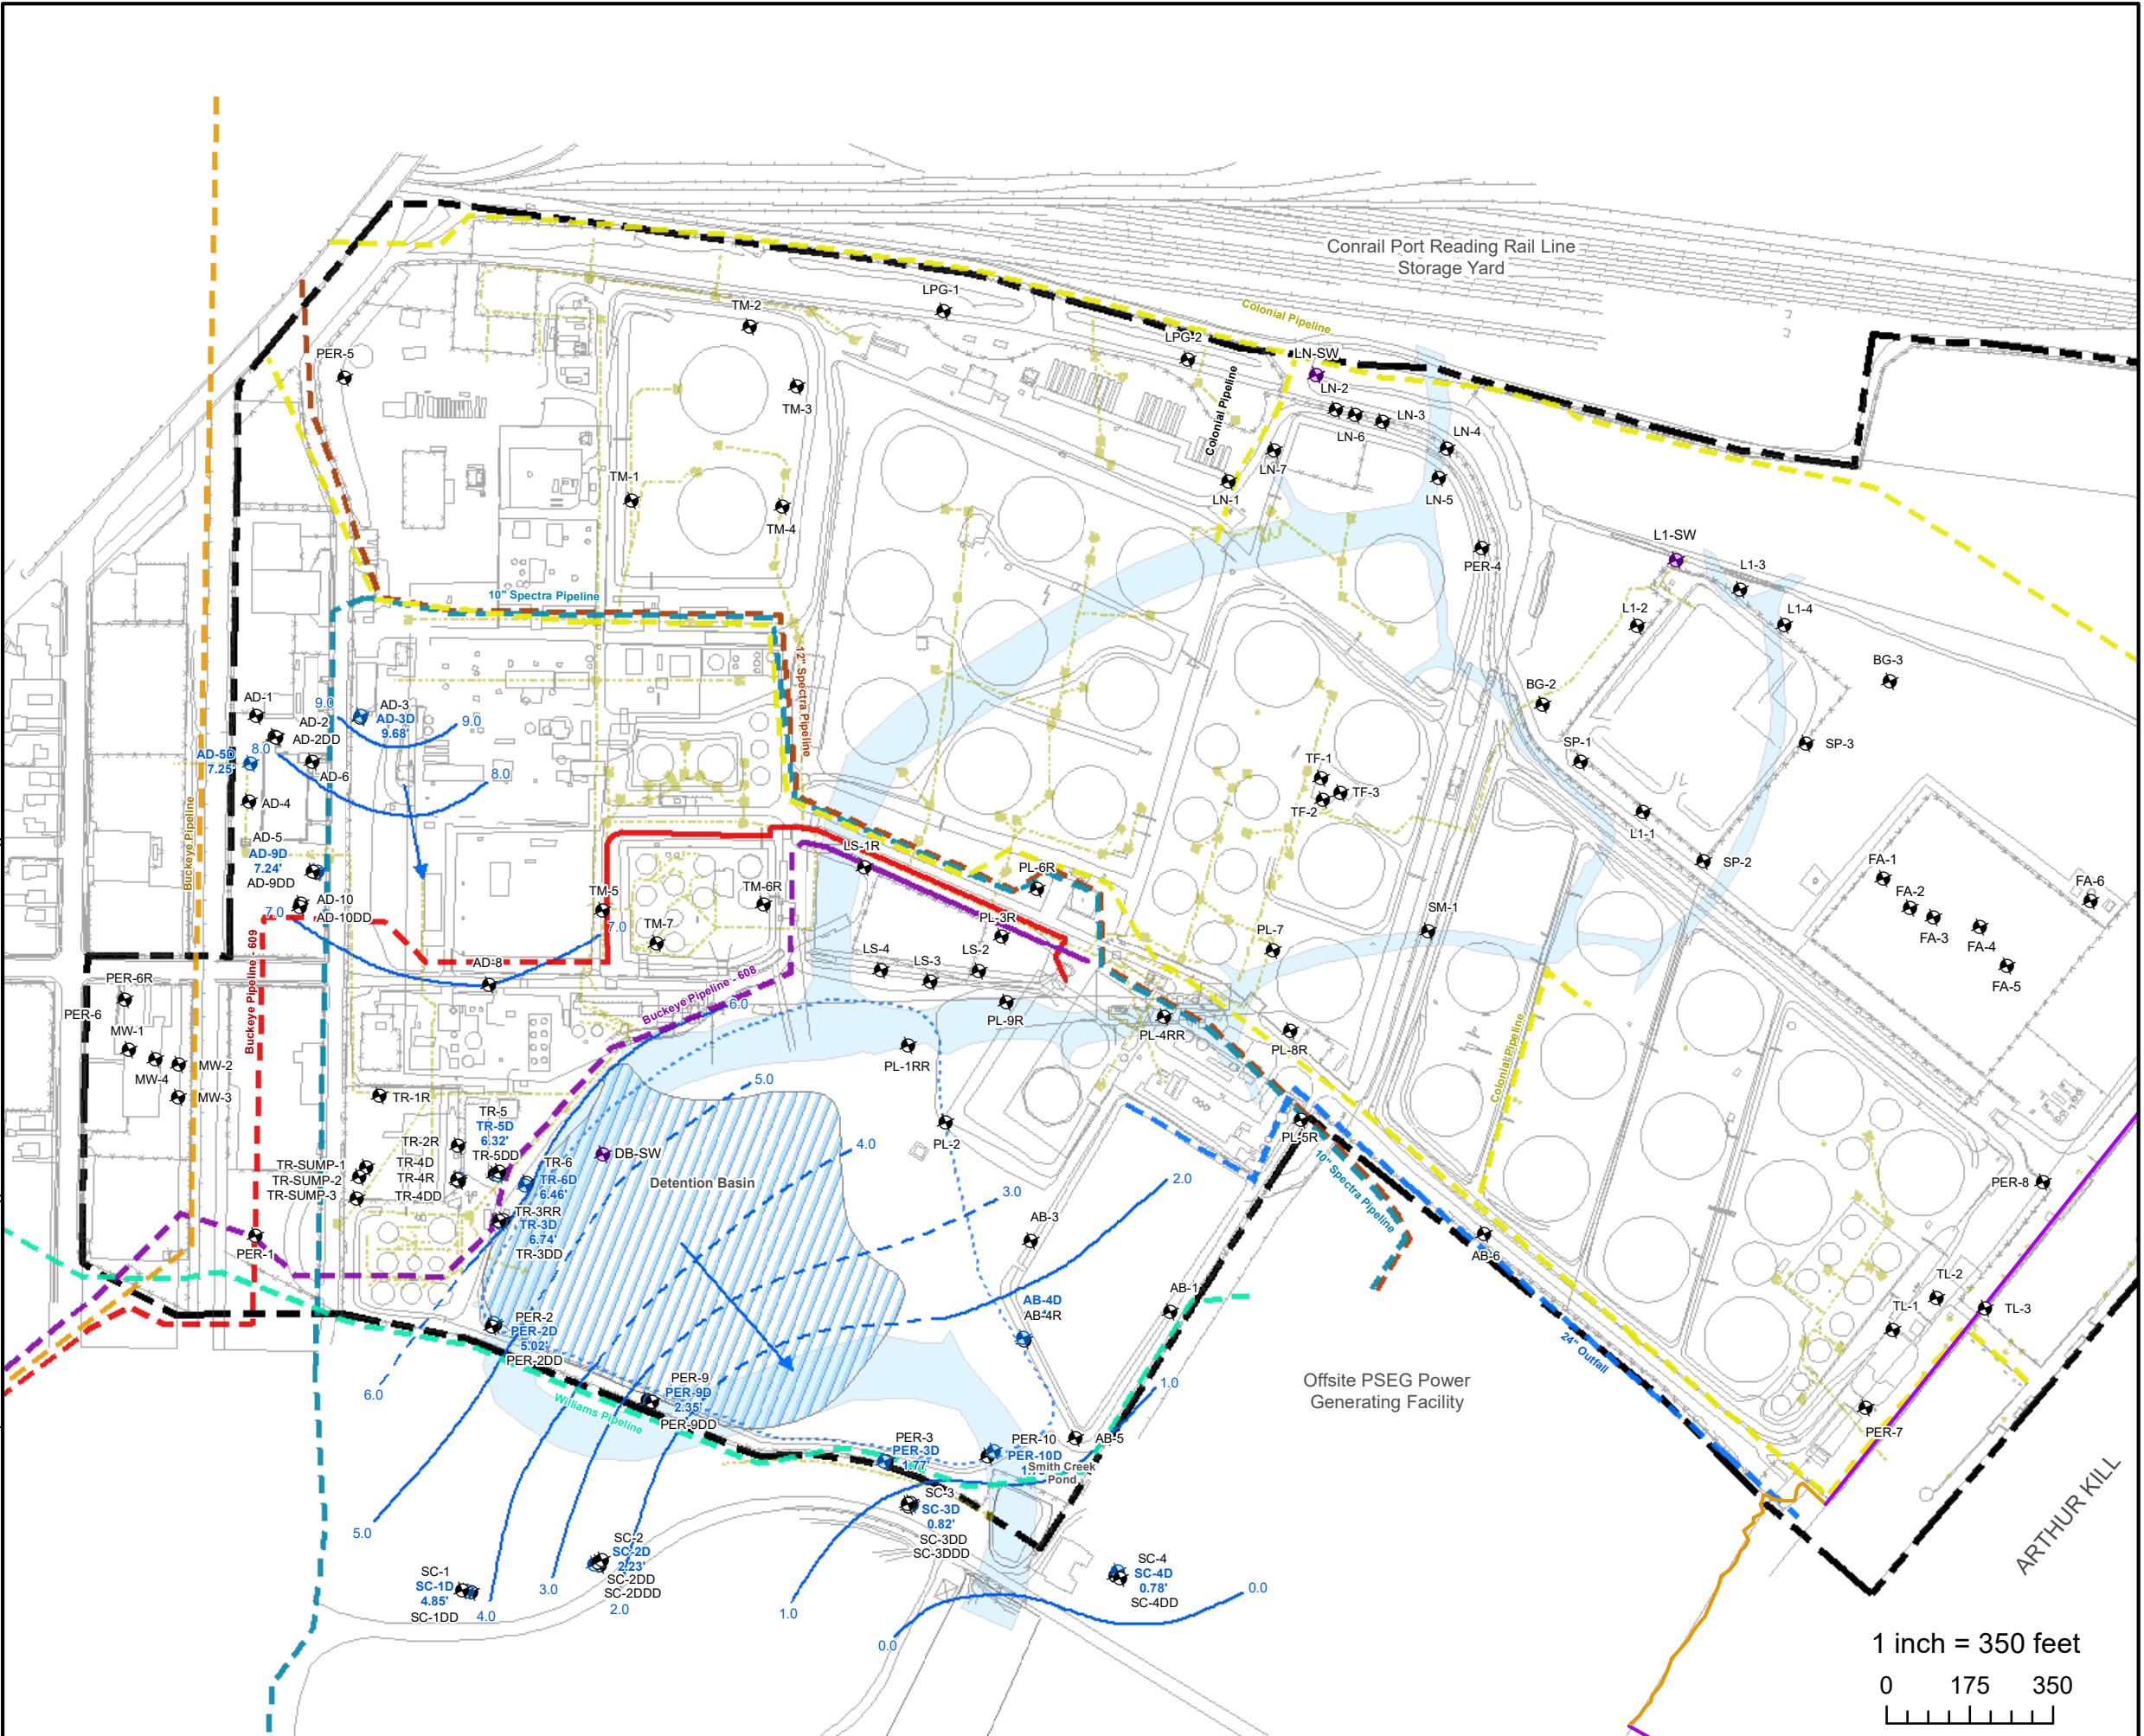 Conrail Port Reading Rail Line
Storage Yard
LPG-1
TM-2
Colonial Pipeline
LPG-2
PER-5
LN-SW
TM-3
LN-2
Colonial Pipeline
LN-3
LN-6
LN-4
LN-7
TM-1
LN-1
LN-5
TM-4
L1-SW
PER-4
L1-3
10" Spectra Pipeline
L1-2
L1-4
12" Spectra Pipeline
BG-3
BG-2
AD-1
9.0
AD-3
AD-3D
9.68'
9.0
AD-2
AD-2DD
AD-5D
7.25'
8.0
AD-6
8.0
SP-1
SP-3
TF-1
TF-3
TF-2
AD-4
L1-1
AD-5
AD-9D
7.24'
AD-9DD
Buckeye Pipeline
LS-1R
SP-2
PL-6R
FA-1
FA-2
FA-6
TM-5
TM-6R
AD-10
AD-10DD
7.0
7.0
TM-7
PL-3R
SM-1
FA-3
FA-4
PL-7
LS-4
LS-3
LS-2
FA-5
AD-8
PER-6R
PER-6
Buckeye Pipeline - 609
Buckeye Pipeline - 608
6.0
PL-9R
PL-4RR
PL-8R
MW-1
MW-4
MW-2
MW-3
PL-1RR
Colonial Pipeline
5.0
TR-1R
TR-5
TR-5D
6.32'
TR-5DD
TR-2R
PL-2
PL-5R
4.0
DB-SW
TR-SUMP-1
TR-SUMP-2
TR-SUMP-3
TR-4D
TR-4R
TR-4DD
TR-6
TR-6D
6.46'
Detention Basin
10" Spectra Pipeline
3.0
2.0
PER-8
TR-3RR
TR-3D
6.74'
TR-3DD
AB-3
PER-1
AB-6
AB-1
TL-2
TL-1
TL-3
AB-4D
AB-4R
PER-2
PER-2D
5.02'
PER-2DD
24" Outfall
Offsite PSEG Power
Generating Facility
6.0
PER-9
PER-9D
2.35'
PER-9DD
1.0
Williams Pipeline
PER-7
PER-3
PER-3D
1.77'
PER-10
PER-10D
AB-5
Smith Creek
Pond
SC-3
SC-3D
0.82'
SC-3DD
SC-3DDD
5.0
SC-2
SC-2D
2.23'
SC-2DD
SC-2DDD
SC-1
SC-1D
4.85'
SC-1DD
4.0
3.0
2.0
1.0
SC-4
SC-4D
0.78'
SC-4DD
0.0
0.0
ARTHUR KILL
1 inch = 350 feet
0 175 350